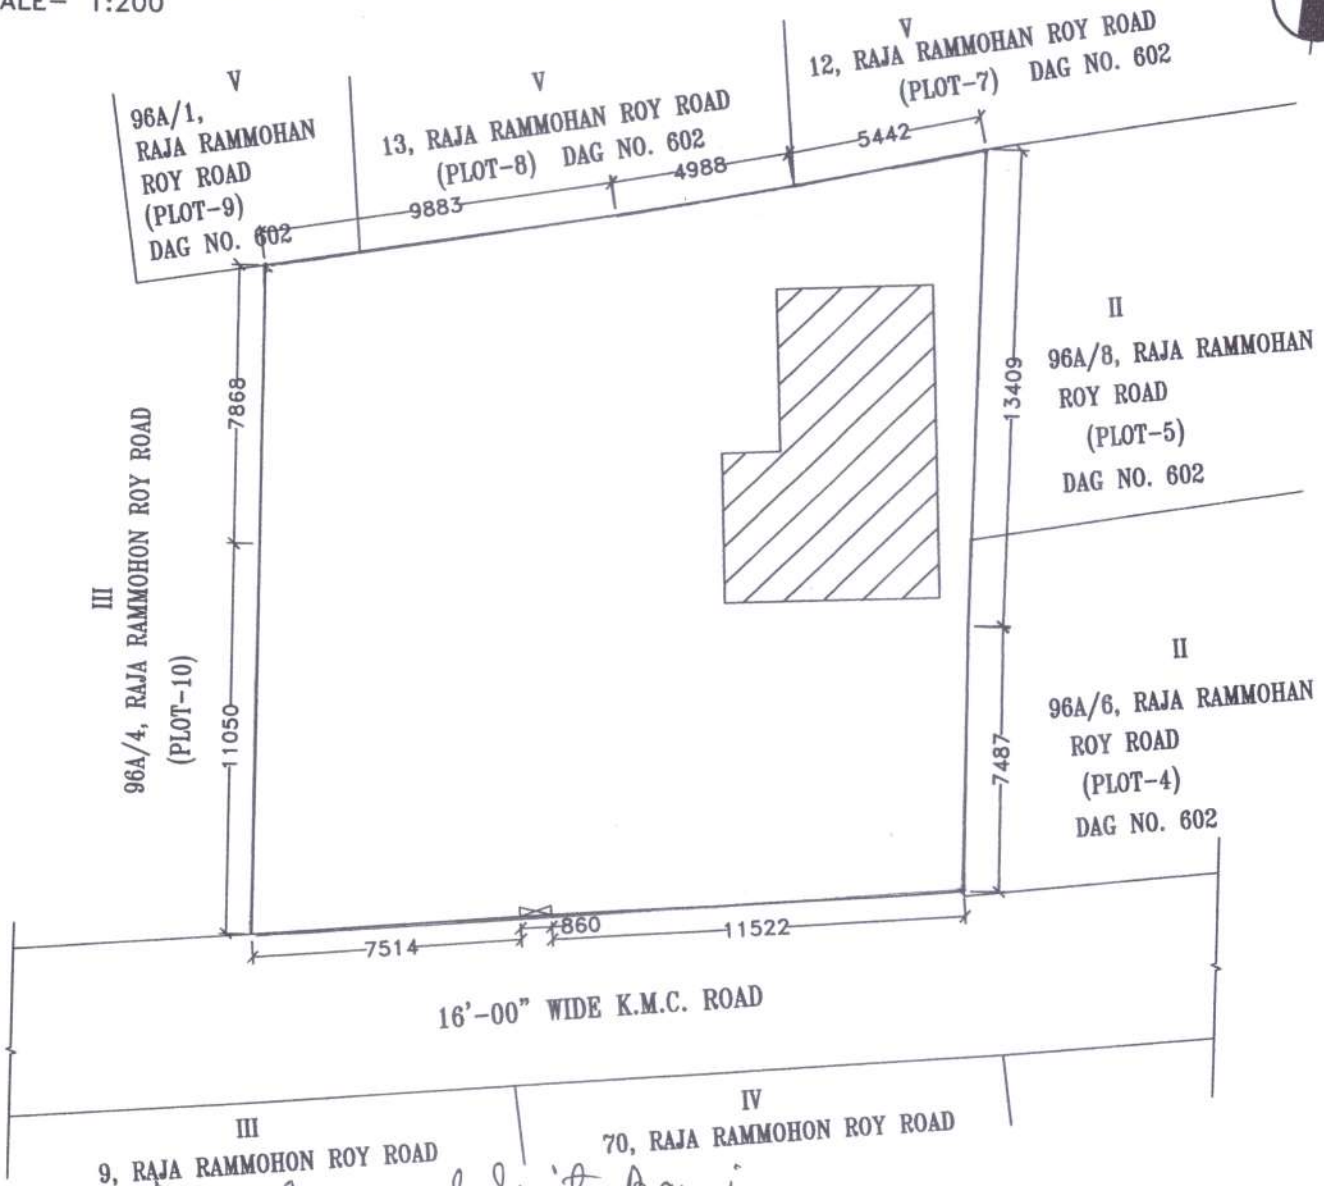 ALE- 1:200
V
96A/1,
RAJA RAMMOHAN
ROY ROAD
(PLOT-9)
DAG NO. 602
V
13, RAJA RAMMOHAN ROY ROAD
(PLOT-8) DAG NO. 602
V
12, RAJA RAMMOHAN ROY ROAD
(PLOT-7) DAG NO. 602
9883
4988
5442
7868
11050
III
96A/4, RAJA RAMMOHON ROY ROAD
(PLOT-10)
13409
7487
II
96A/8, RAJA RAMMOHAN
ROY ROAD
(PLOT-5)
DAG NO. 602
II
96A/6, RAJA RAMMOHAN
ROY ROAD
(PLOT-4)
DAG NO. 602
7514
860
11522
16'-00" WIDE K.M.C. ROAD
III
9, RAJA RAMMOHON ROY ROAD
IV
70, RAJA RAMMOHON ROY ROAD